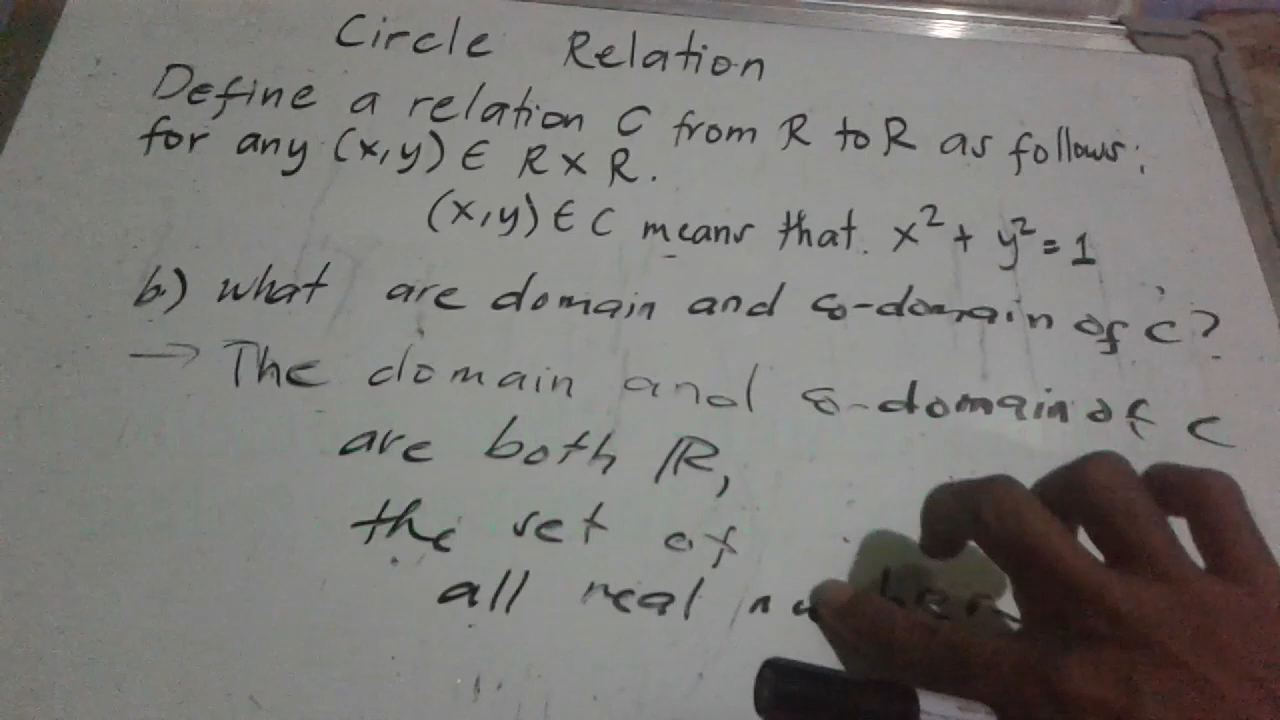 Circle Relation
Define a relation C from R to R as follows:
for any (x,y) ∈ R x R.
(x,y) ∈ C means that. x² + y² = 1
b) what are domain and co-domain of C?
→ The domain and co-domain of C
are both ℝ,
the set of
all real